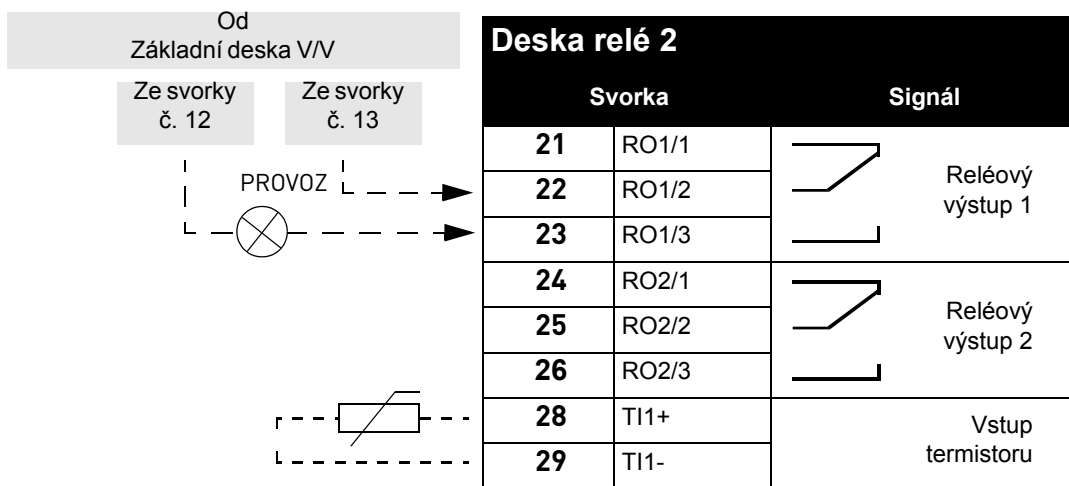 Od
Základní deska V/V
Ze svorky
č. 12
Ze svorky
č. 13
PROVOZ
Deska relé 2
Svorka Signál
21 RO1/1
22 RO1/2
23 RO1/3
Reléový
výstup 1
24 RO2/1
25 RO2/2
26 RO2/3
Reléový
výstup 2
28 TI1+
29 TI1-
Vstup
termistoru